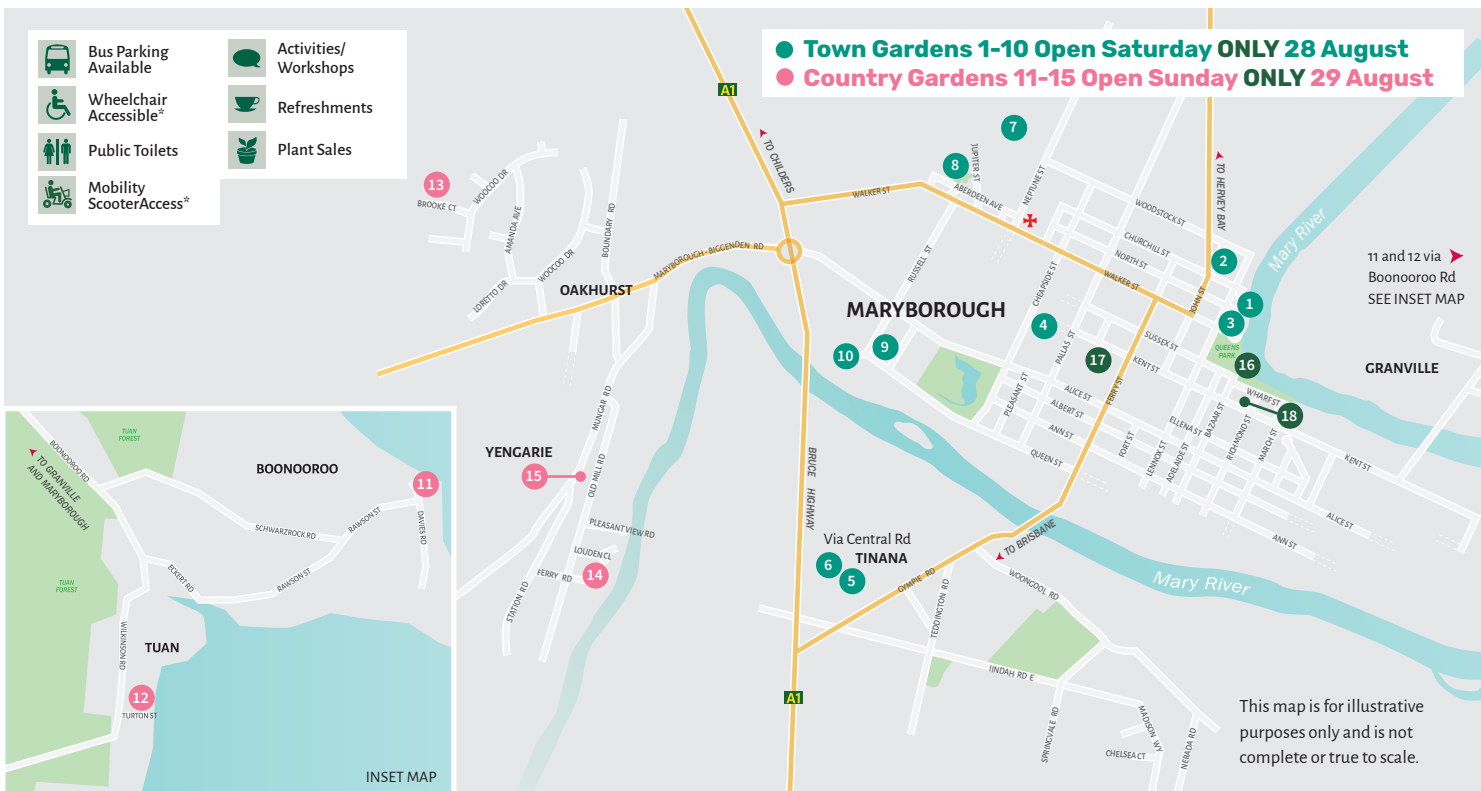 Bus Parking
Available
Wheelchair
Accessible*
Public Toilets
Mobility
ScooterAccess*
Activities/
Workshops
Refreshments
Plant Sales
Town Gardens 1-10 Open Saturday ONLY 28 August
Country Gardens 11-15 Open Sunday ONLY 29 August
A1
TO CHILDERS
TO HERVEY BAY
7
8
JUPITER ST
NEPTUNE ST
ABERDEEN AVE
WALKER ST
WOODSTOCK ST
CHURCHILL ST
NORTH ST
WALKER ST
RUSSELL ST
CHEAPSIDE ST
JOHN ST
Mary River
2
1
3
QUEENS
PARK
16
11 and 12 via
Boonooroo Rd
SEE INSET MAP
GRANVILLE
13
BROOKE CT
WOOCOO DR
AMANDA AVE
BOUNDARY RD
WOOCOO DR
LORETTO DR
OAKHURST
MARYBOROUGH - BIGGENDEN RD
MARYBOROUGH
4
9
10
PALLAS ST
17
SUSSEX ST
KENT ST
FERRY ST
PLEASANT ST
ALICE ST
ALBERT ST
ANN ST
QUEEN ST
WHARF ST
18
ELLENA ST
BAZAAR ST
RICHMOND ST
MARCH ST
FORT ST
LENNOX ST
ADELAIDE ST
KENT ST
ALICE ST
ANN ST
MUNGAR RD
YENGARIE
15
OLD MILL RD
PLEASANT VIEW RD
LOUDEN CL
FERRY RD
14
STATION RD
BRUCE HIGHWAY
Via Central Rd
TINANA
6
5
TO BRISBANE
GYMPIE RD
WOONGOOL RD
TEDDINGTON RD
Mary River
IINDAH RD E
SPRINGVALE RD
MADISON WY
CHELSEA CT
NERADA RD
A1
This map is for illustrative
purposes only and is not
complete or true to scale.
BOONOOROO RD
TO GRANVILLE
AND MARYBOROUGH
TUAN
FOREST
BOONOOROO
11
SCHWARZROCK RD
RAWSON ST
DAVIES RD
ECKERT RD
RAWSON ST
TUAN
FOREST
WILKINSON RD
TUAN
12
TURTON ST
INSET MAP